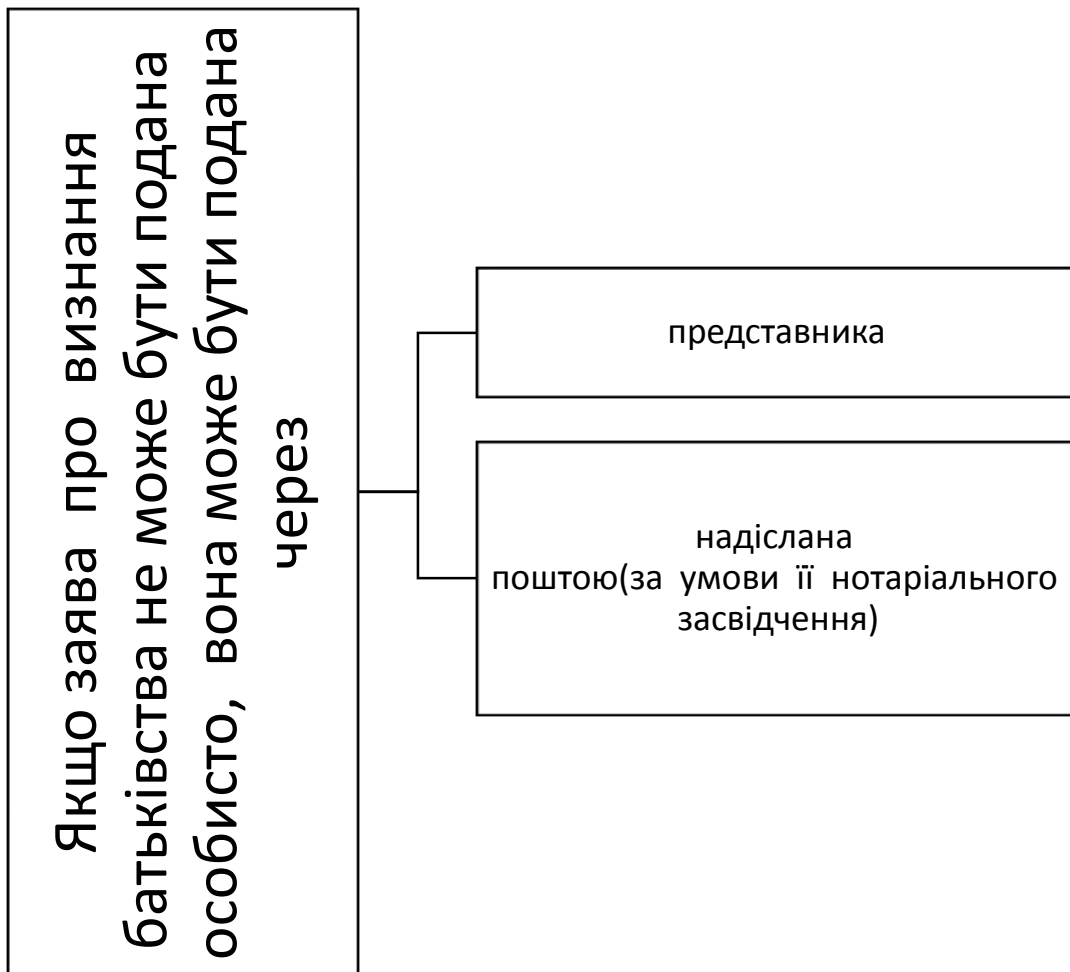 Якщо заява про визнання
батьківства не може бути подана
особисто, вона може бути подана
через
представника
надіслана
поштою(за умови її нотаріального
засвідчення)